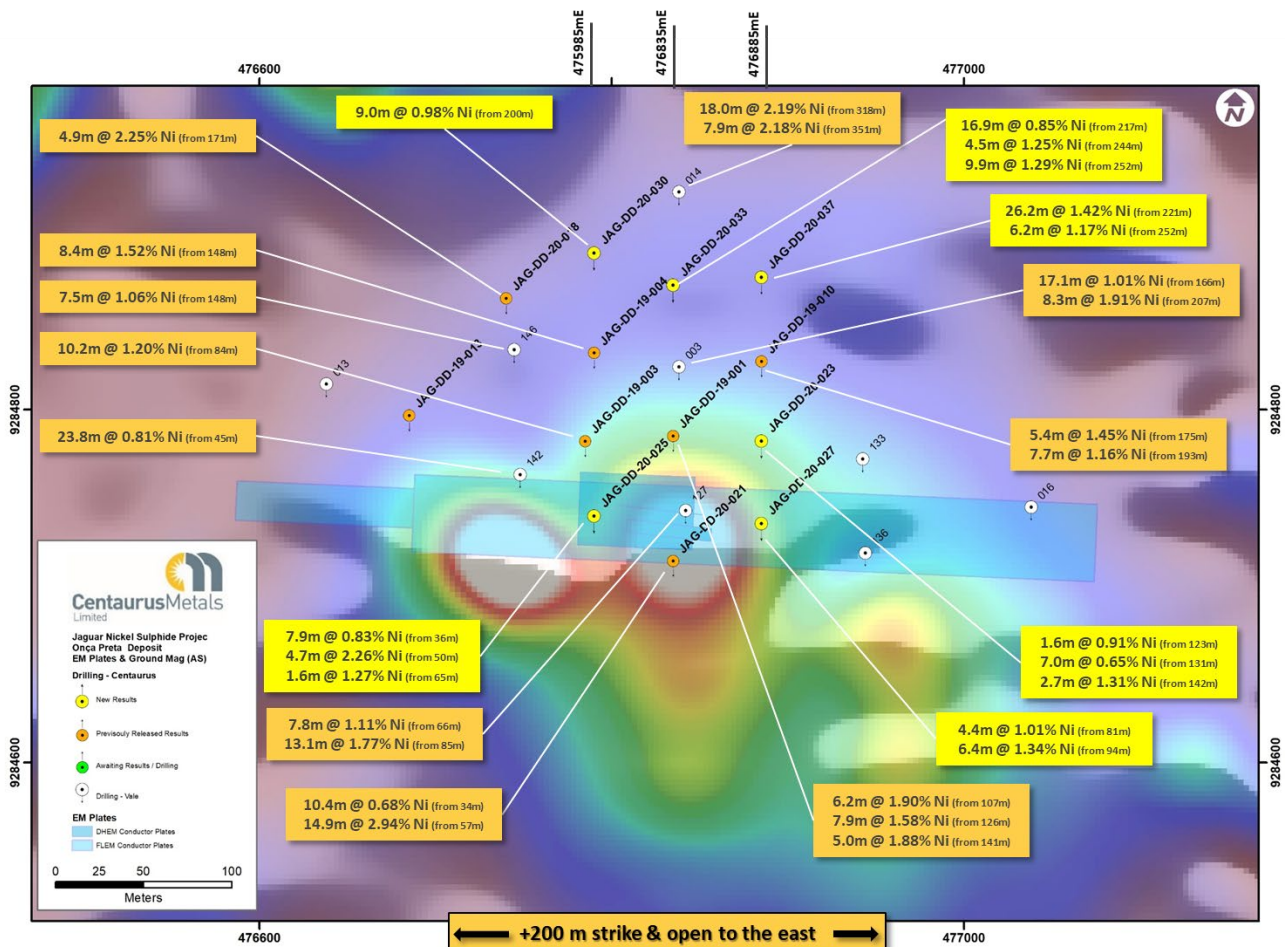 475985mE
476835mE
476885mE
476600
477000
9.0m @ 0.98% Ni (from 200m)
18.0m @ 2.19% Ni (from 318m)
7.9m @ 2.18% Ni (from 351m)
4.9m @ 2.25% Ni (from 171m)
16.9m @ 0.85% Ni (from 217m)
4.5m @ 1.25% Ni (from 244m)
9.9m @ 1.29% Ni (from 252m)
N
014
JAG-DD-20-030
JAG-DD-20-033
JAG-DD-20-037
26.2m @ 1.42% Ni (from 221m)
6.2m @ 1.17% Ni (from 252m)
8.4m @ 1.52% Ni (from 148m)
JAG-DD-19-004
JAG-DD-19-010
17.1m @ 1.01% Ni (from 166m)
8.3m @ 1.91% Ni (from 207m)
7.5m @ 1.06% Ni (from 148m)
146
003
10.2m @ 1.20% Ni (from 84m)
013
JAG-DD-19-003
JAG-DD-19-001
JAG-DD-20-023
9284800
9284800
23.8m @ 0.81% Ni (from 45m)
5.4m @ 1.45% Ni (from 175m)
7.7m @ 1.16% Ni (from 193m)
142
JAG-DD-20-025
127
JAG-DD-20-021
JAG-DD-20-027
133
016
CentaurusMetals
Limited
Jaguar Nickel Sulphide Projec
Onça Preta Deposit
EM Plates & Ground Mag (AS)
Drilling - Centaurus
New Results
Previsouly Released Results
Awaiting Results / Drilling
Drilling - Vale
EM Plates
DHEM Conductor Plates
FLEM Conductor Plates
0 25 50 100
Meters
7.9m @ 0.83% Ni (from 36m)
4.7m @ 2.26% Ni (from 50m)
1.6m @ 1.27% Ni (from 65m)
1.6m @ 0.91% Ni (from 123m)
7.0m @ 0.65% Ni (from 131m)
2.7m @ 1.31% Ni (from 142m)
7.8m @ 1.11% Ni (from 66m)
13.1m @ 1.77% Ni (from 85m)
4.4m @ 1.01% Ni (from 81m)
6.4m @ 1.34% Ni (from 94m)
9284600
9284600
10.4m @ 0.68% Ni (from 34m)
14.9m @ 2.94% Ni (from 57m)
6.2m @ 1.90% Ni (from 107m)
7.9m @ 1.58% Ni (from 126m)
5.0m @ 1.88% Ni (from 141m)
476600
+200 m strike & open to the east
477000